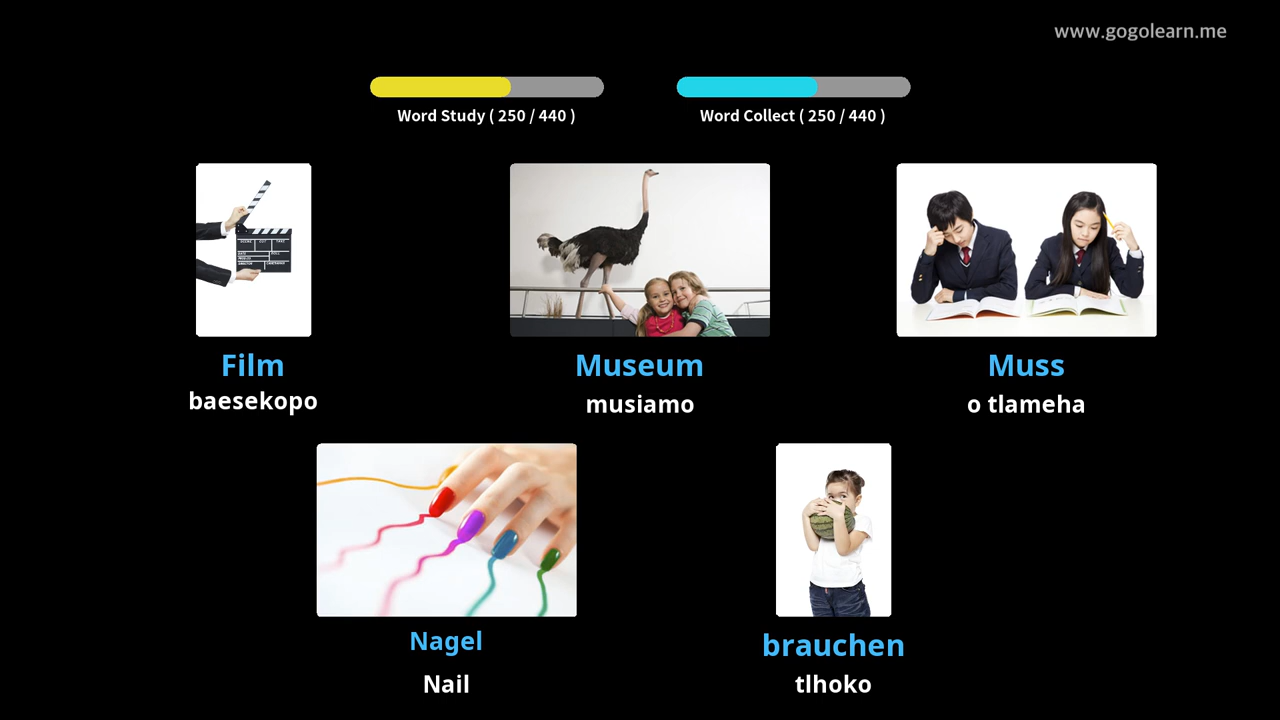 www.gogolearn.me
Word Study ( 250 / 440 )
Word Collect ( 250 / 440 )
Film
baesekopo
Museum
musiamo
Muss
o tlameha
Nagel
Nail
brauchen
tlhoko